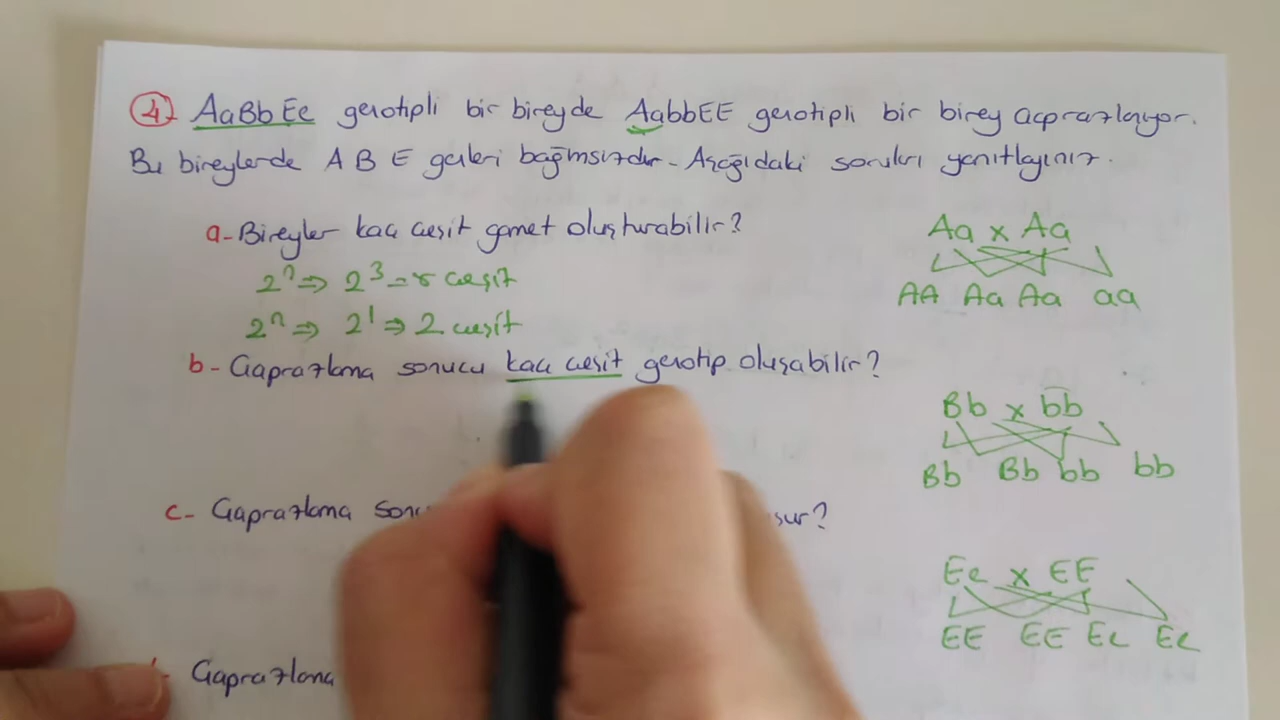 4. AaBbEe genotipli bir bireyde AabbEE genotipli bir birey çaprazlanıyor.
Bu bireylerde A B E genleri bağımsızdır - Aşağıdaki soruları yanıtlayınız.
a- Bireyler kaç çeşit gamet oluşturabilir?
2ⁿ ⇒ 2³ = 8 çeşit
2ⁿ ⇒ 2¹ ⇒ 2 çeşit
b- Çaprazlama sonucu kaç çeşit genotip oluşabilir?
c- Çaprazlama
Çaprazlama
Aa x Aa
AA Aa Aa aa
Bb x bb
Bb Bb bb bb
Ee x EE
EE EE Ee Ee